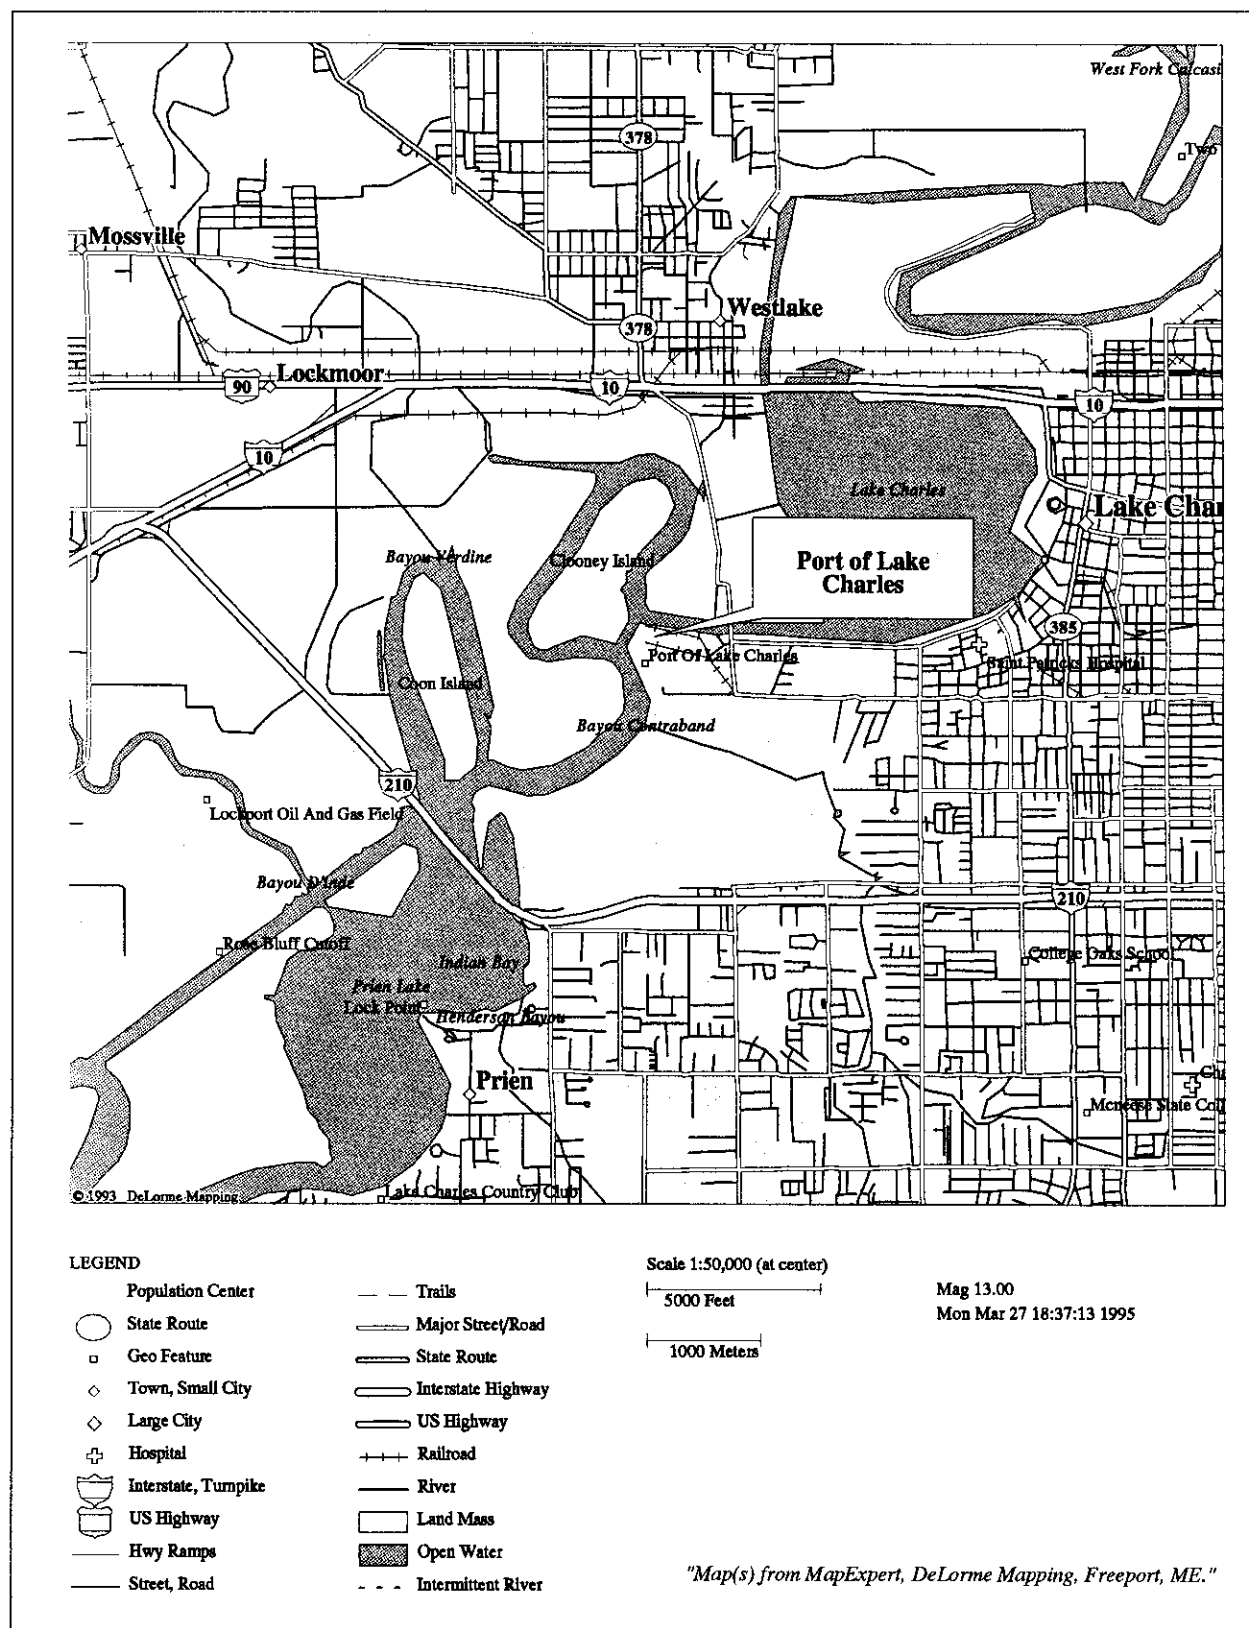 West Fork Calcasi
378
Two
Mossville
Westlake
378
Lockmoor
90
10
10
10
Lake Charles
Lake Char
Bayou Verdine
Clooney Island
Port of Lake
Charles
385
Port Of Lake Charles
Saint Patricks Hospital
Coon Island
Bayou Contraband
210
Lockport Oil And Gas Field
Bayou D'Inde
210
Rose Bluff Cutoff
College Oaks School
Indian Bay
Prien Lake
Lock Point
Henderson Bayou
Prien
Cha
Mcneese State Coll
© 1993 DeLorme Mapping
Lake Charles Country Club
LEGEND
Population Center
State Route
Geo Feature
Town, Small City
Large City
Hospital
Interstate, Turnpike
US Highway
Hwy Ramps
Street, Road
Trails
Major Street/Road
State Route
Interstate Highway
US Highway
Railroad
River
Land Mass
Open Water
Intermittent River
Scale 1:50,000 (at center)
5000 Feet
1000 Meters
Mag 13.00
Mon Mar 27 18:37:13 1995
"Map(s) from MapExpert, DeLorme Mapping, Freeport, ME."